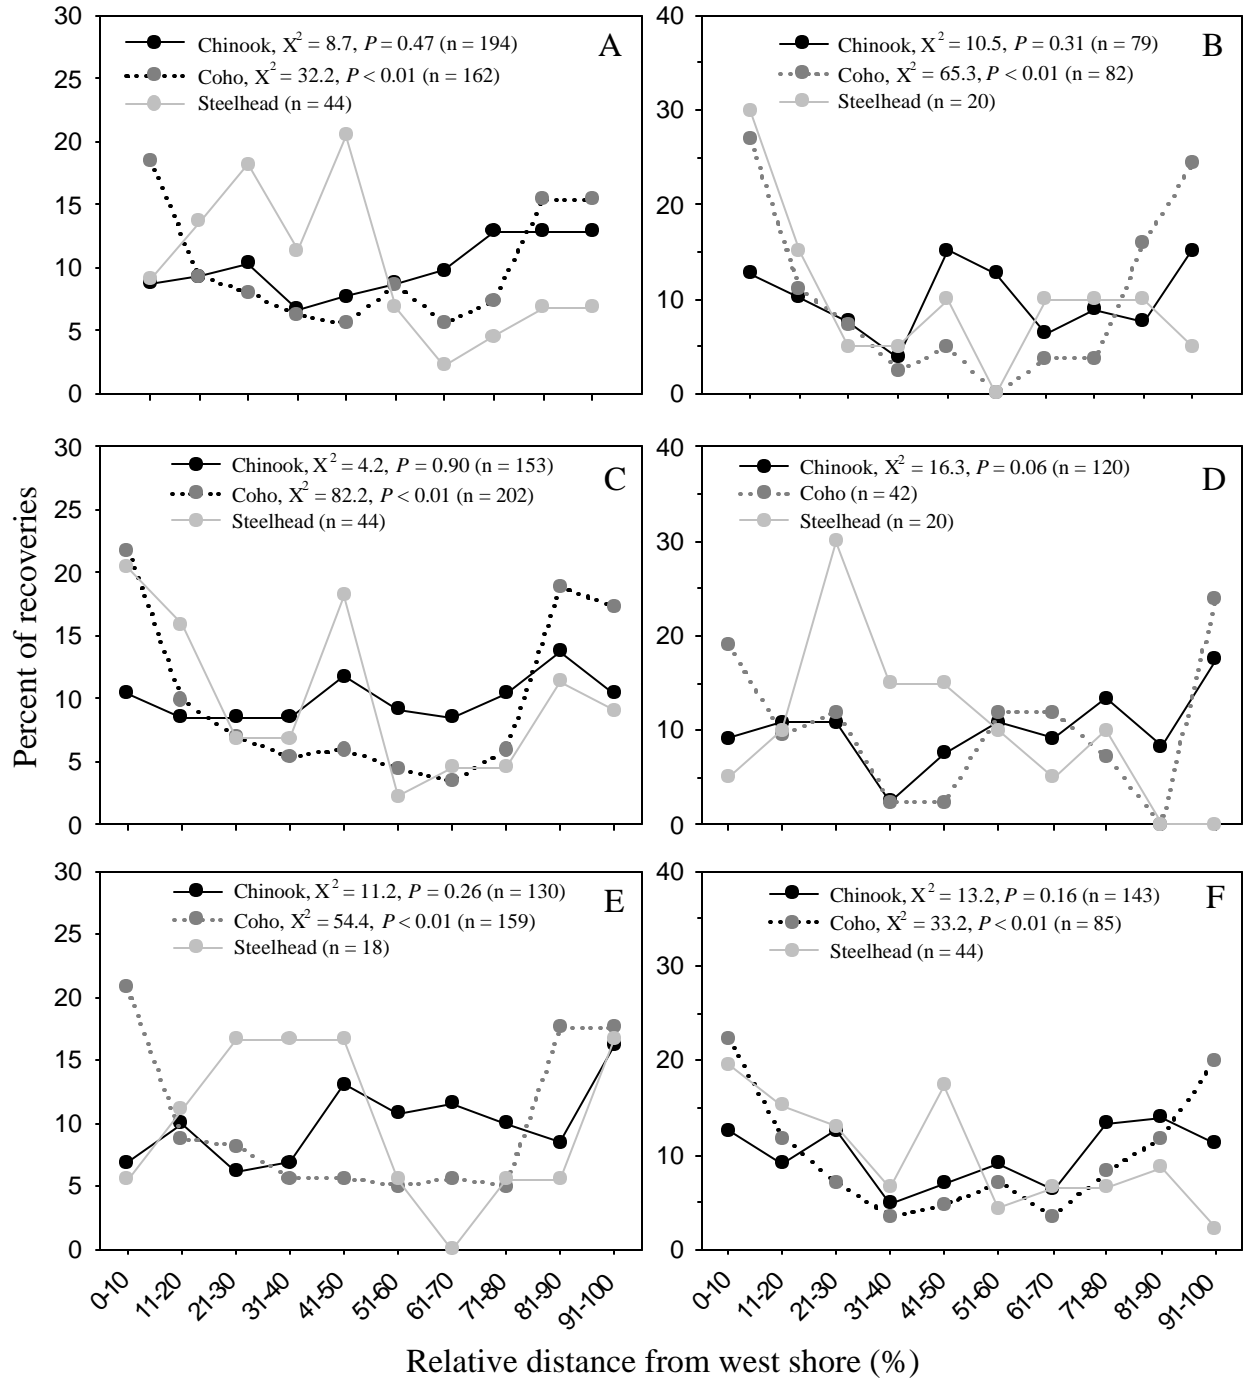 Percent of recoveries
30
25
20
15
10
5
0
A
Chinook, X² = 8.7, P = 0.47 (n = 194)
Coho, X² = 32.2, P < 0.01 (n = 162)
Steelhead (n = 44)
40
30
20
10
0
B
Chinook, X² = 10.5, P = 0.31 (n = 79)
Coho, X² = 65.3, P < 0.01 (n = 82)
Steelhead (n = 20)
30
25
20
15
10
5
0
C
Chinook, X² = 4.2, P = 0.90 (n = 153)
Coho, X² = 82.2, P < 0.01 (n = 202)
Steelhead (n = 44)
40
30
20
10
0
D
Chinook, X² = 16.3, P = 0.06 (n = 120)
Coho (n = 42)
Steelhead (n = 20)
30
25
20
15
10
5
0
E
Chinook, X² = 11.2, P = 0.26 (n = 130)
Coho, X² = 54.4, P < 0.01 (n = 159)
Steelhead (n = 18)
0-10
11-20
21-30
31-40
41-50
51-60
61-70
71-80
81-90
91-100
40
30
20
10
0
F
Chinook, X² = 13.2, P = 0.16 (n = 143)
Coho, X² = 33.2, P < 0.01 (n = 85)
Steelhead (n = 44)
0-10
11-20
21-30
31-40
41-50
51-60
61-70
71-80
81-90
91-100
Relative distance from west shore (%)